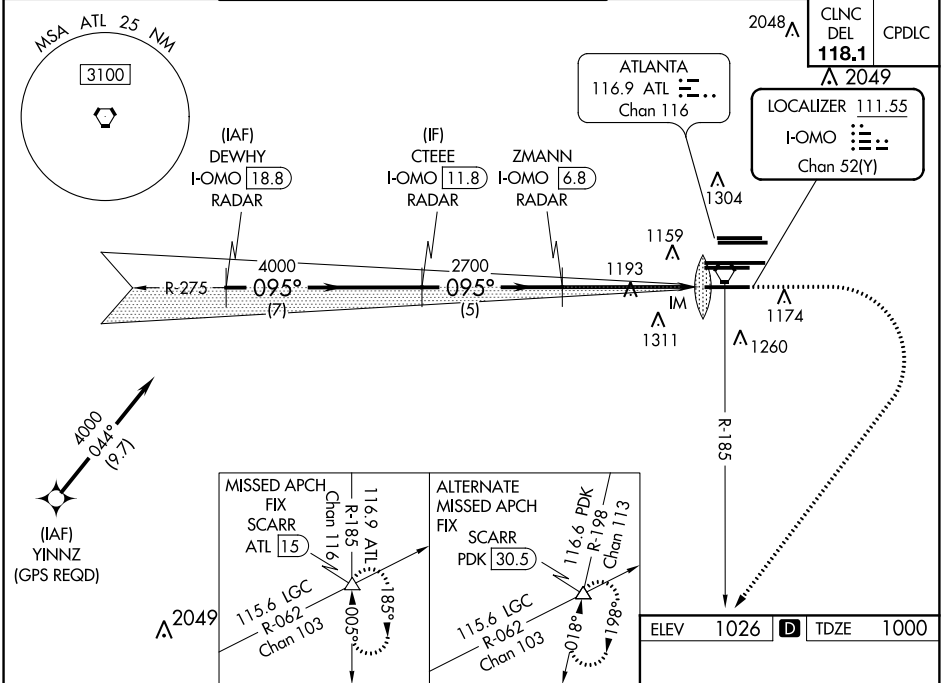 MSA ATL 25 NM
3100
2048
CLNC
DEL
118.1
CPDLC
2049
ATLANTA
116.9 ATL
Chan 116
LOCALIZER 111.55
I-OMO
Chan 52(Y)
(IAF)
DEWHY
I-OMO 18.8
RADAR
(IF)
CTEEE
I-OMO 11.8
RADAR
ZMANN
I-OMO 6.8
RADAR
1304
1159
1193
R-275
4000
095°
(7)
2700
095°
(5)
IM
1174
1311
1260
R-185
4000
044°
(9.7)
(IAF)
YINNZ
(GPS REQD)
2049
MISSED APCH
FIX
SCARR
ATL 15
116.9 ATL
R-185
Chan 116
115.6 LGC
R-062
Chan 103
005°
185°
ALTERNATE
MISSED APCH
FIX
SCARR
PDK 30.5
116.6 PDK
R-198
Chan 113
115.6 LGC
R-062
Chan 103
018°
198°
ELEV 1026 D TDZE 1000